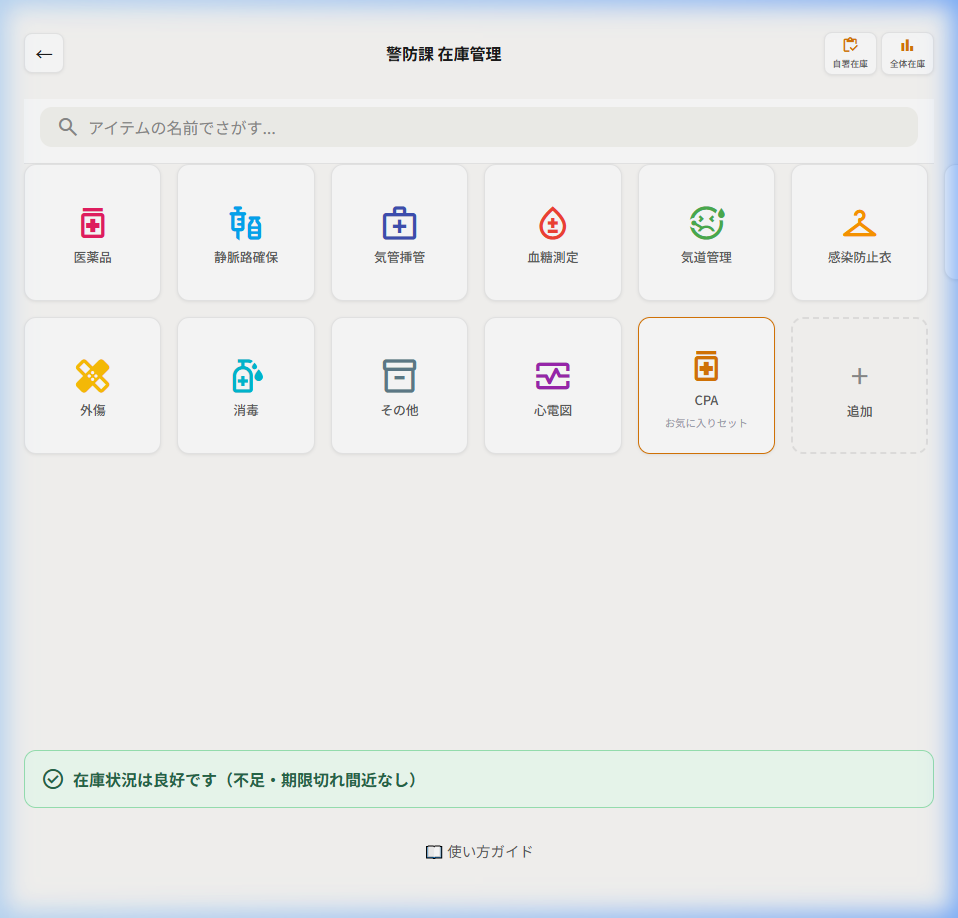 ←
警防課 在庫管理
自署在庫
全体在庫
アイテムの名前でさがす...
医薬品
静脈路確保
気管挿管
血糖測定
気道管理
感染防止衣
外傷
消毒
その他
心電図
CPA
お気に入りセット
+
追加
在庫状況は良好です（不足・期限切れ間近なし）
使い方ガイド